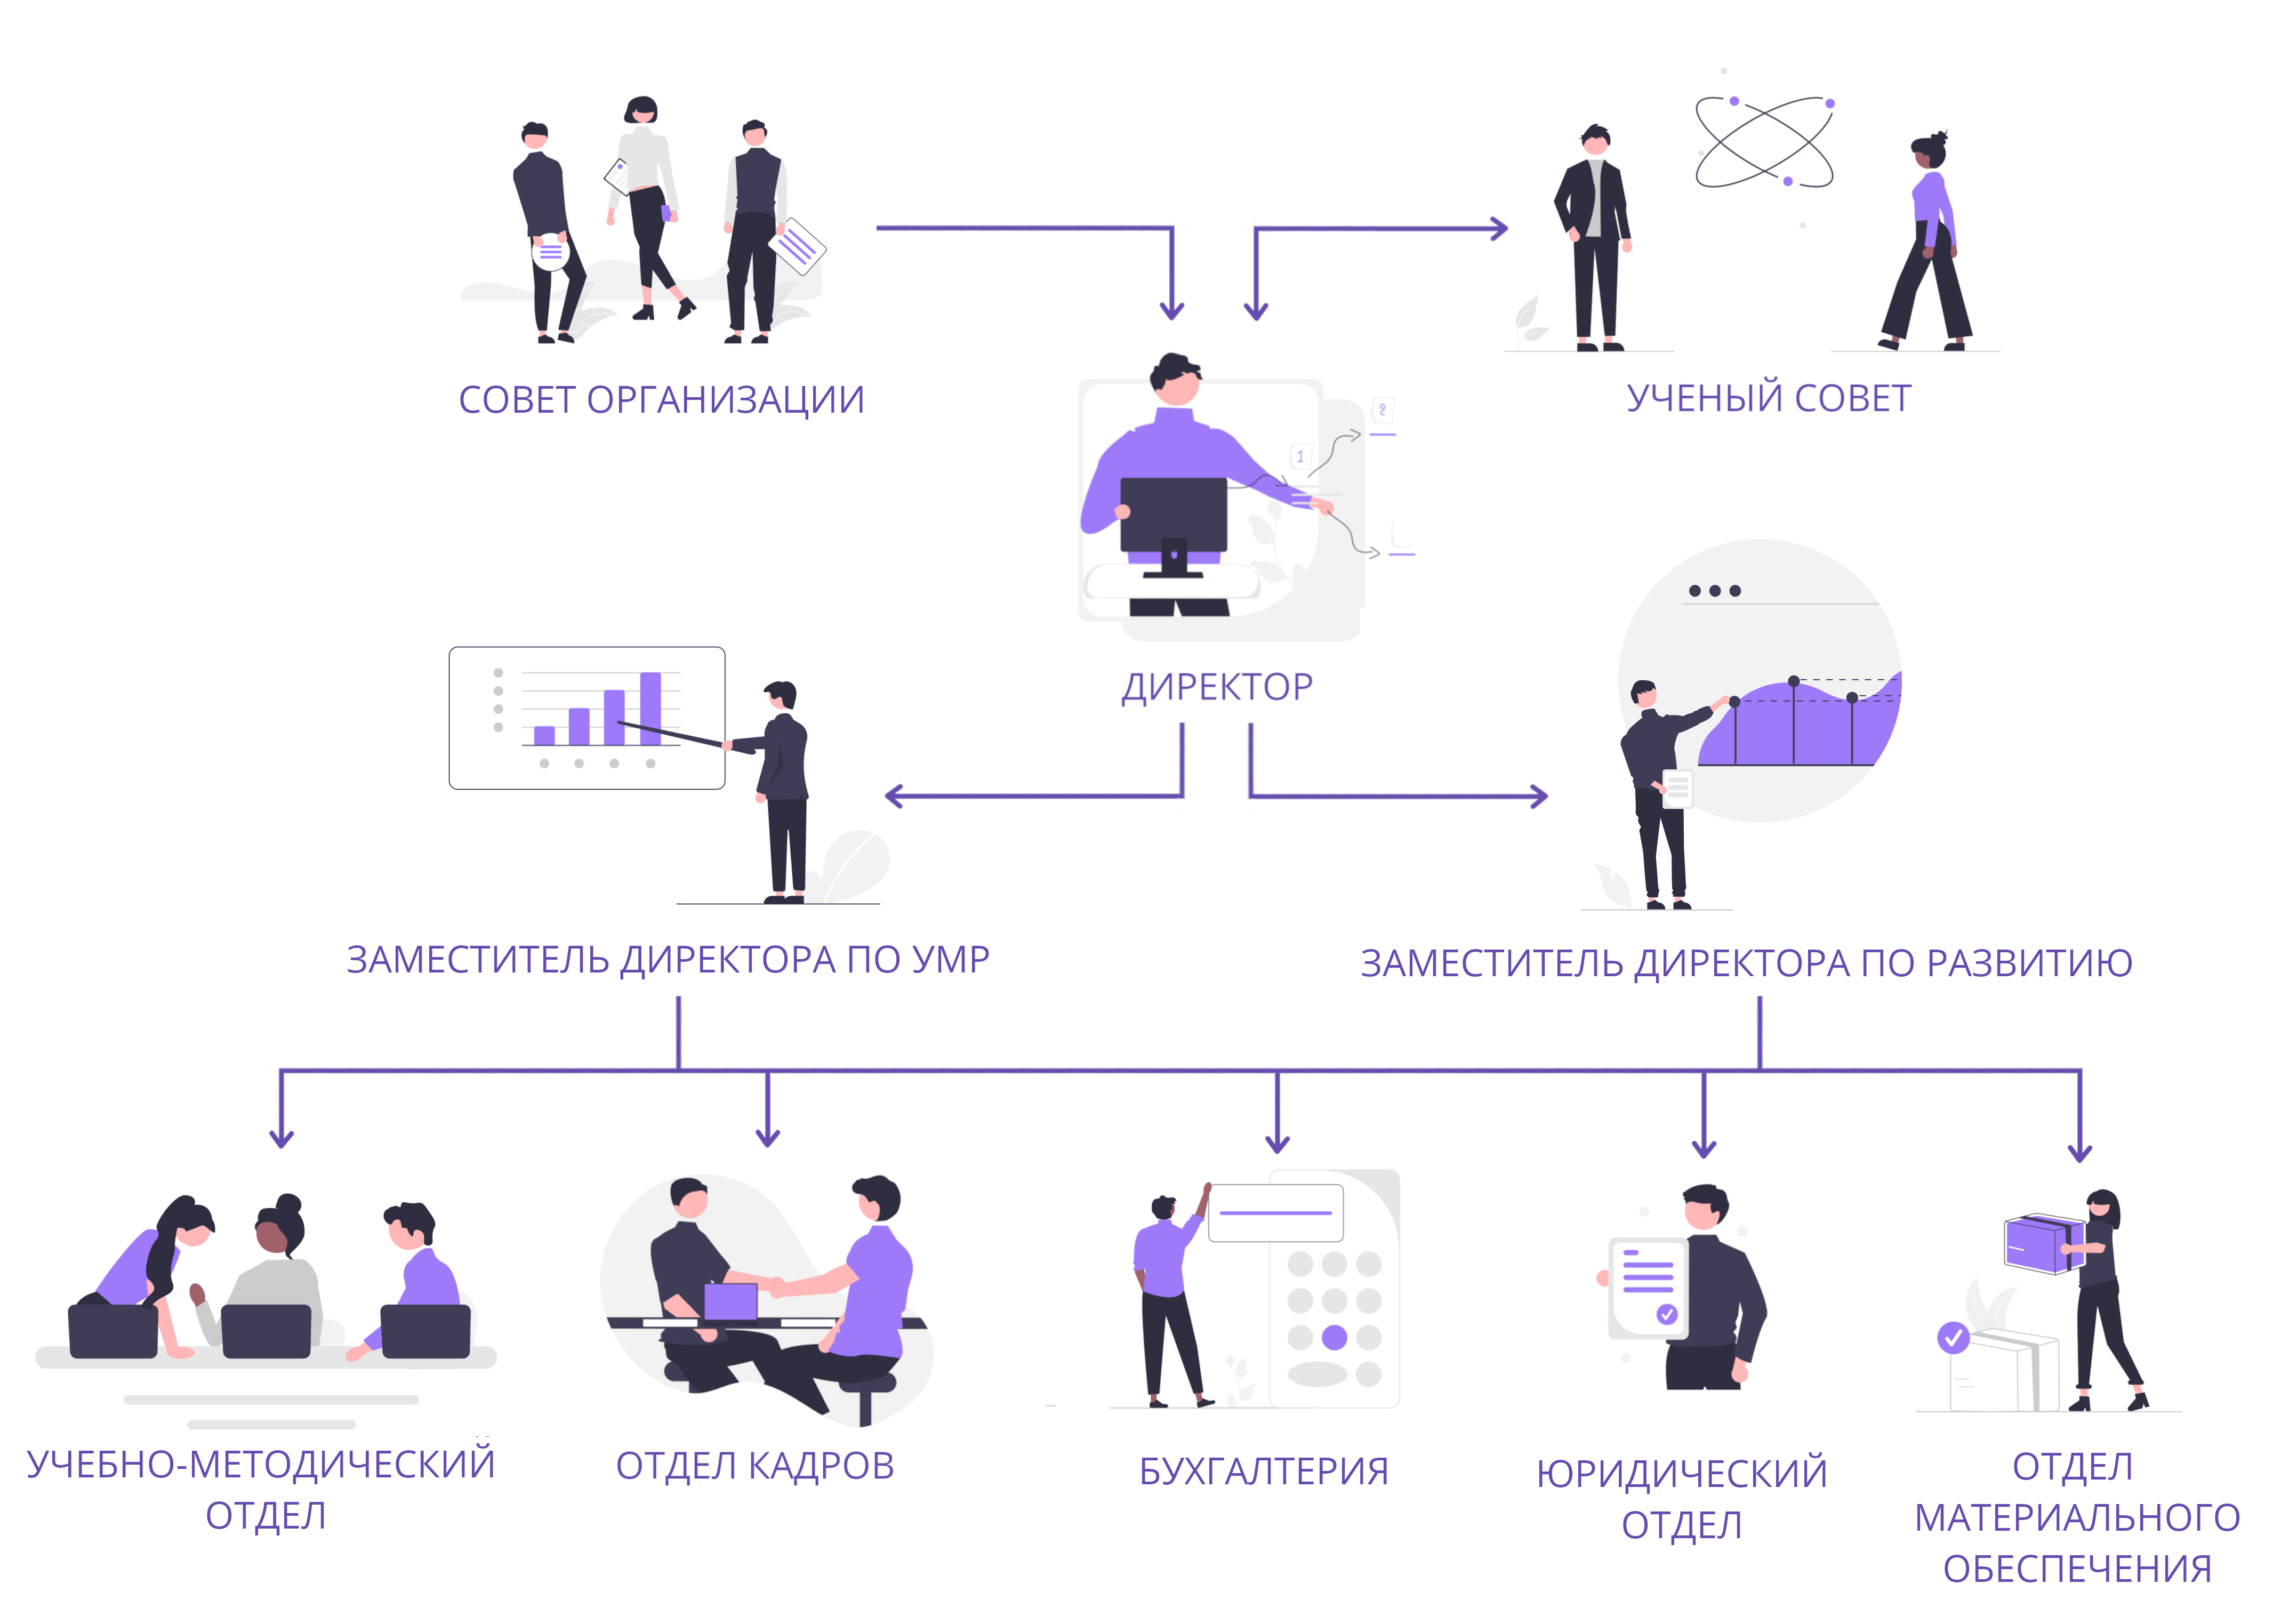 СОВЕТ ОРГАНИЗАЦИИ
УЧЕНЫЙ СОВЕТ
1
ДИРЕКТОР
ЗАМЕСТИТЕЛЬ ДИРЕКТОРА ПО УМР
ЗАМЕСТИТЕЛЬ ДИРЕКТОРА ПО РАЗВИТИЮ
УЧЕБНО-МЕТОДИЧЕСКИЙ
ОТДЕЛ
ОТДЕЛ КАДРОВ
БУХГАЛТЕРИЯ
ЮРИДИЧЕСКИЙ
ОТДЕЛ
ОТДЕЛ
МАТЕРИАЛЬНОГО
ОБЕСПЕЧЕНИЯ